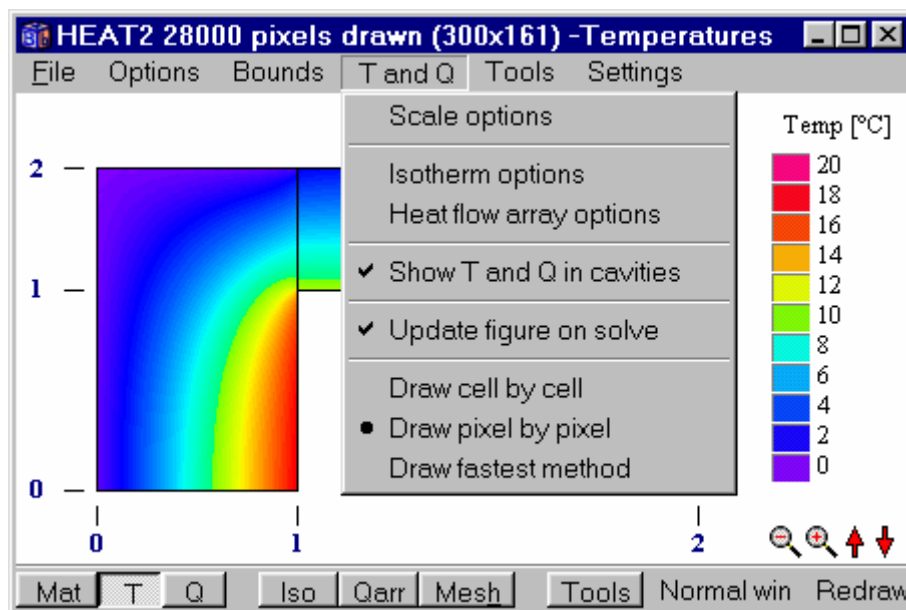 HEAT2 28000 pixels drawn (300x161) -Temperatures
File Options Bounds T and Q Tools Settings
Scale options
Isotherm options
Heat flow array options
Show T and Q in cavities
Update figure on solve
Draw cell by cell
Draw pixel by pixel
Draw fastest method
Temp [°C]
20
18
16
14
12
10
8
6
4
2
0
2
1
0
0 1 2
Mat T Q Iso Qarr Mesh Tools Normal win Redraw